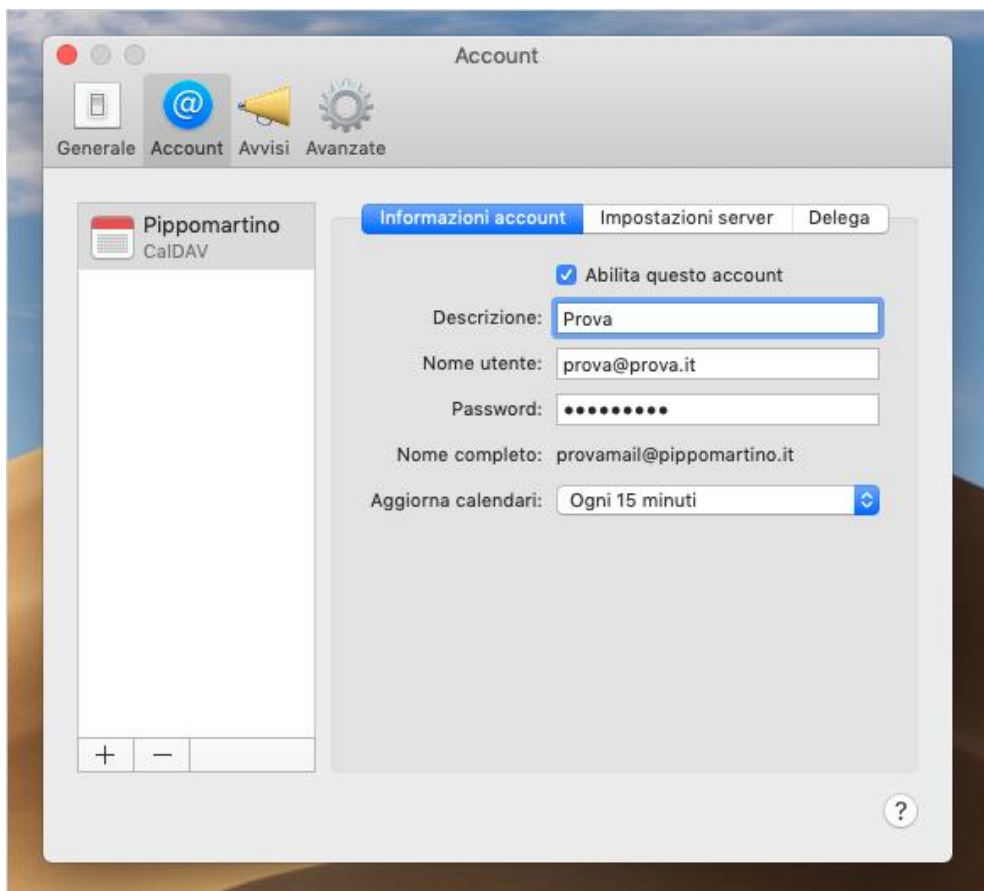 Account
Generale Account Avvisi Avanzate
Pippomartino
CalDAV
Informazioni account Impostazioni server Delega
Abilita questo account
Descrizione: Prova
Nome utente: prova@prova.it
Password: •••••••••
Nome completo: provamail@pippomartino.it
Aggiorna calendari: Ogni 15 minuti
+ −
?